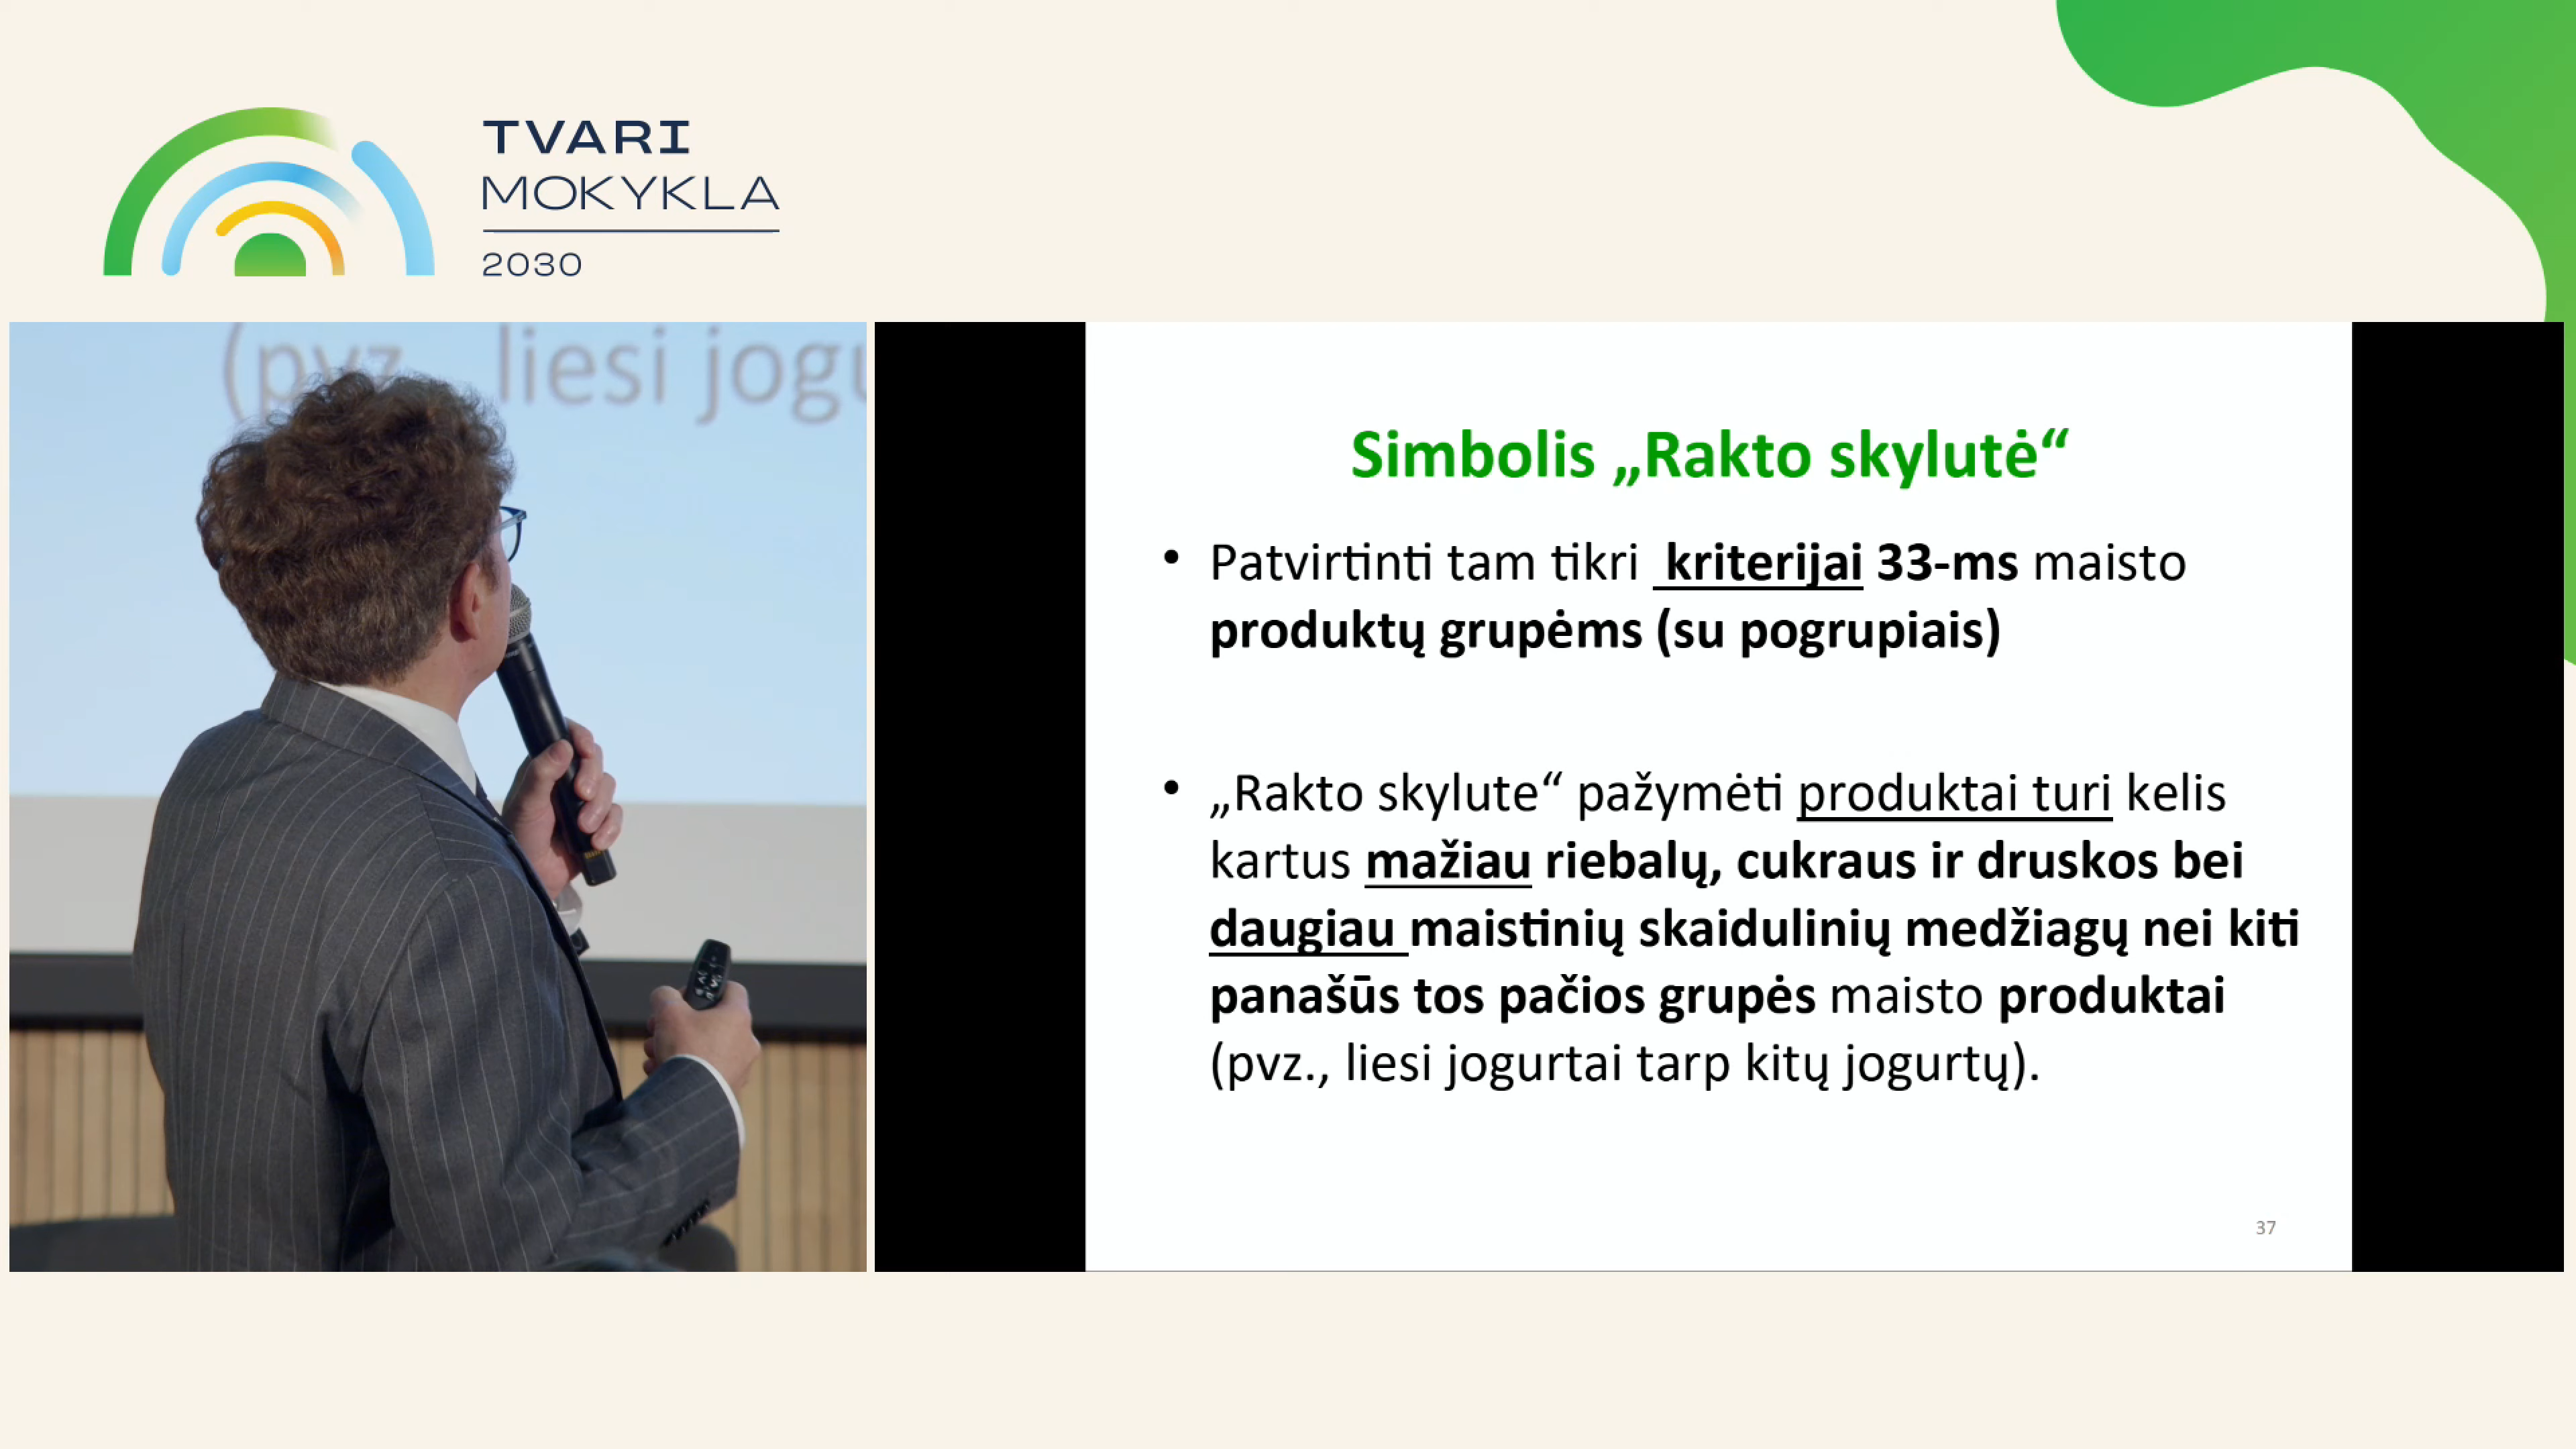 TVARI
MOKYKLA
2030
(pvz., liesi jogu
Simbolis „Rakto skylutė“
• Patvirtinti tam tikri kriterijai 33-ms maisto
produktų grupėms (su pogrupiais)
• „Rakto skylute“ pažymėti produktai turi kelis
kartus mažiau riebalų, cukraus ir druskos bei
daugiau maistinių skaidulinių medžiagų nei kiti
panašūs tos pačios grupės maisto produktai
(pvz., liesi jogurtai tarp kitų jogurtų).
37